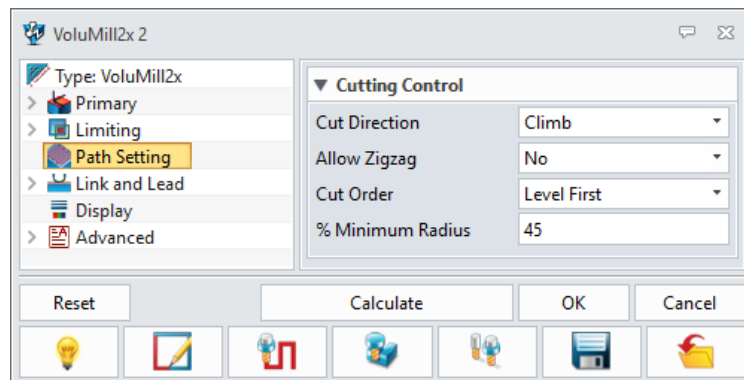 VoluMill2x 2
Type: VoluMill2x
Primary
Limiting
Path Setting
Link and Lead
Display
Advanced
Cutting Control
Cut Direction Climb
Allow Zigzag No
Cut Order Level First
% Minimum Radius 45
Reset Calculate OK Cancel